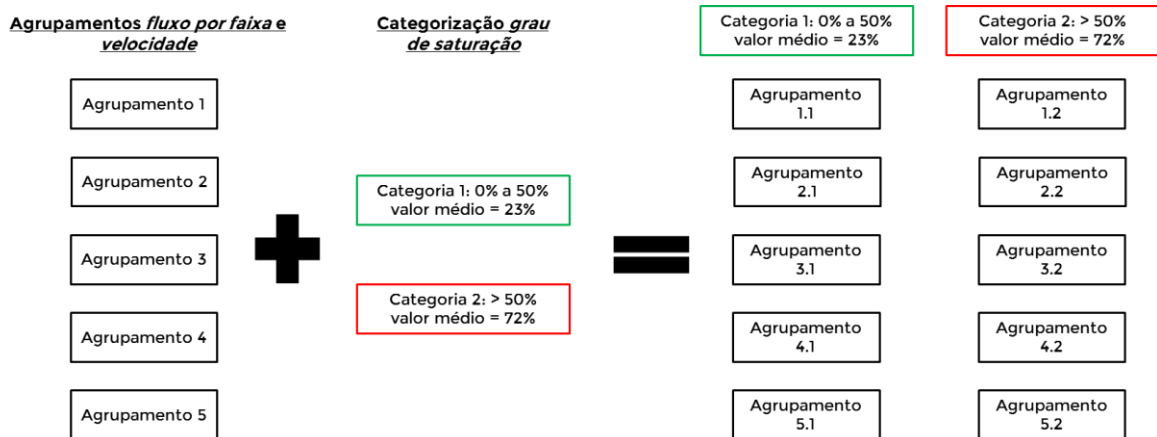 Agrupamentos fluxo por faixa e
velocidade
Agrupamento 1
Agrupamento 2
Agrupamento 3
Agrupamento 4
Agrupamento 5
Categorização grau
de saturação
Categoria 1: 0% a 50%
valor médio = 23%
Categoria 2: > 50%
valor médio = 72%
Categoria 1: 0% a 50%
valor médio = 23%
Agrupamento
1.1
Agrupamento
2.1
Agrupamento
3.1
Agrupamento
4.1
Agrupamento
5.1
Categoria 2: > 50%
valor médio = 72%
Agrupamento
1.2
Agrupamento
2.2
Agrupamento
3.2
Agrupamento
4.2
Agrupamento
5.2